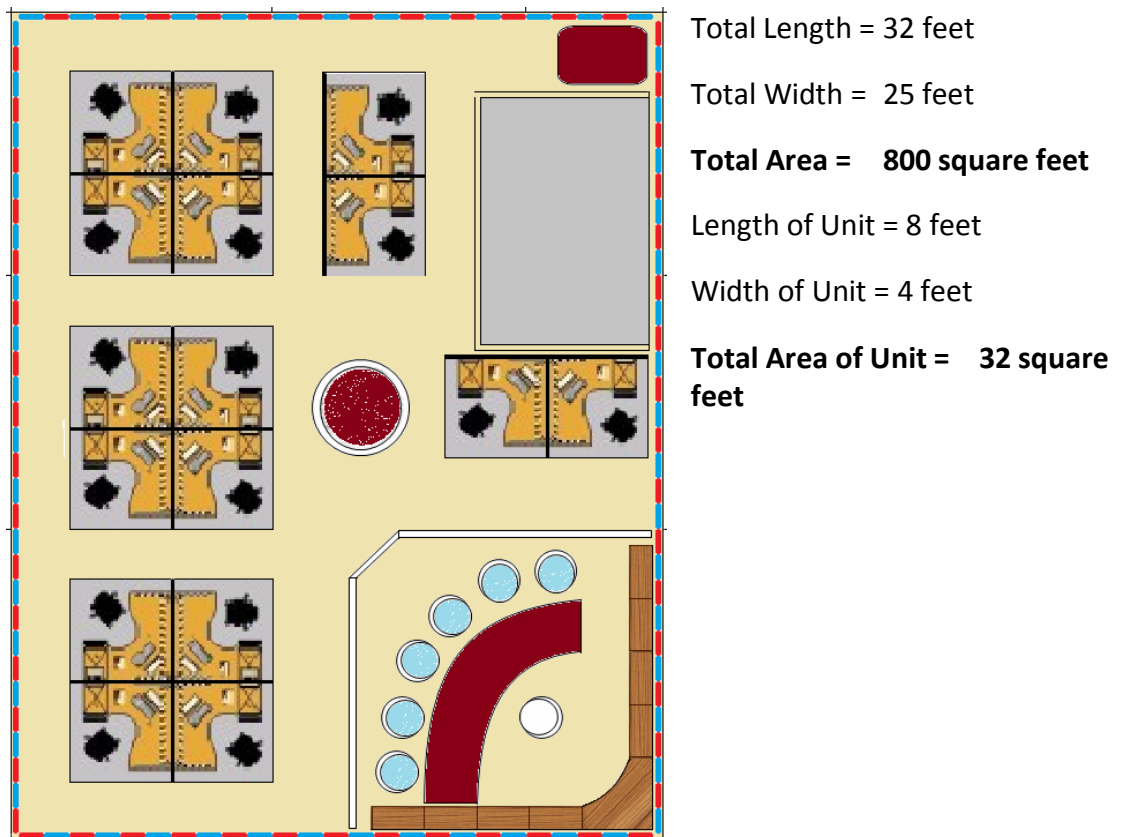 Total Length = 32 feet
Total Width = 25 feet
Total Area = 800 square feet
Length of Unit = 8 feet
Width of Unit = 4 feet
Total Area of Unit = 32 square
feet